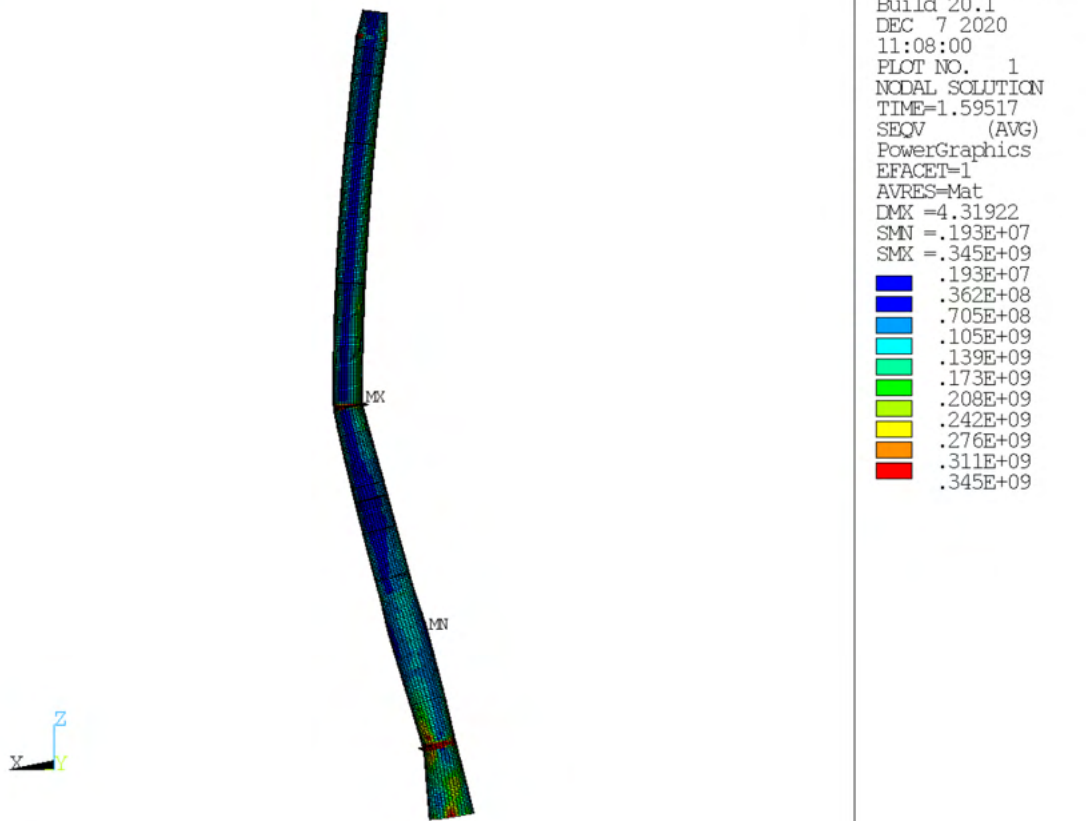 Build 20.1
DEC 7 2020
11:08:00
PLOT NO. 1
NODAL SOLUTION
TIME=1.59517
SEQV (AVG)
PowerGraphics
EFACET=1
AVRES=Mat
DMX =4.31922
SMN =.193E+07
SMX =.345E+09
.193E+07
.362E+08
.705E+08
.105E+09
.139E+09
.173E+09
.208E+09
.242E+09
.276E+09
.311E+09
.345E+09
MX
MN
Z
X
Y